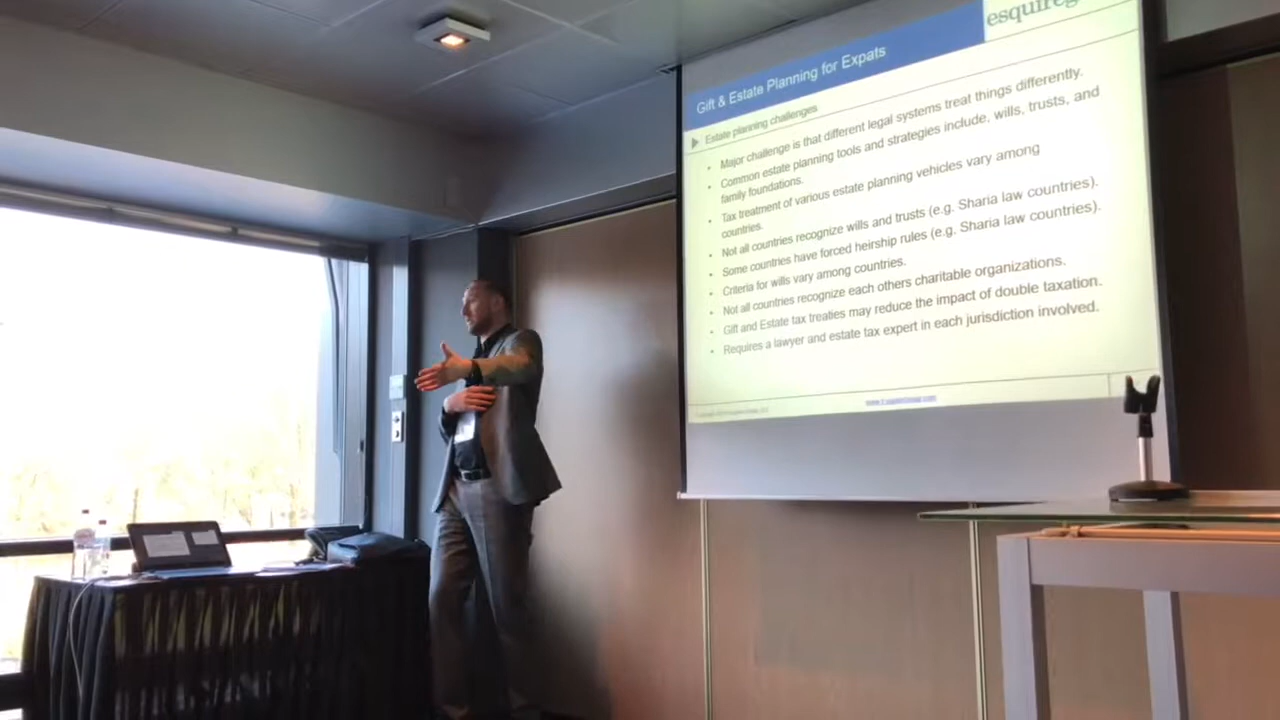 esquireg
Gift & Estate Planning for Expats
Estate planning challenges
• Major challenge is that different legal systems treat things differently.
• Common estate planning tools and strategies include, wills, trusts, and
family foundations.
• Tax treatment of various estate planning vehicles vary among
countries.
• Not all countries recognize wills and trusts (e.g. Sharia law countries).
• Some countries have forced heirship rules (e.g. Sharia law countries).
• Criteria for wills vary among countries.
• Not all countries recognize each others charitable organizations.
• Gift and Estate tax treaties may reduce the impact of double taxation.
• Requires a lawyer and estate tax expert in each jurisdiction involved.